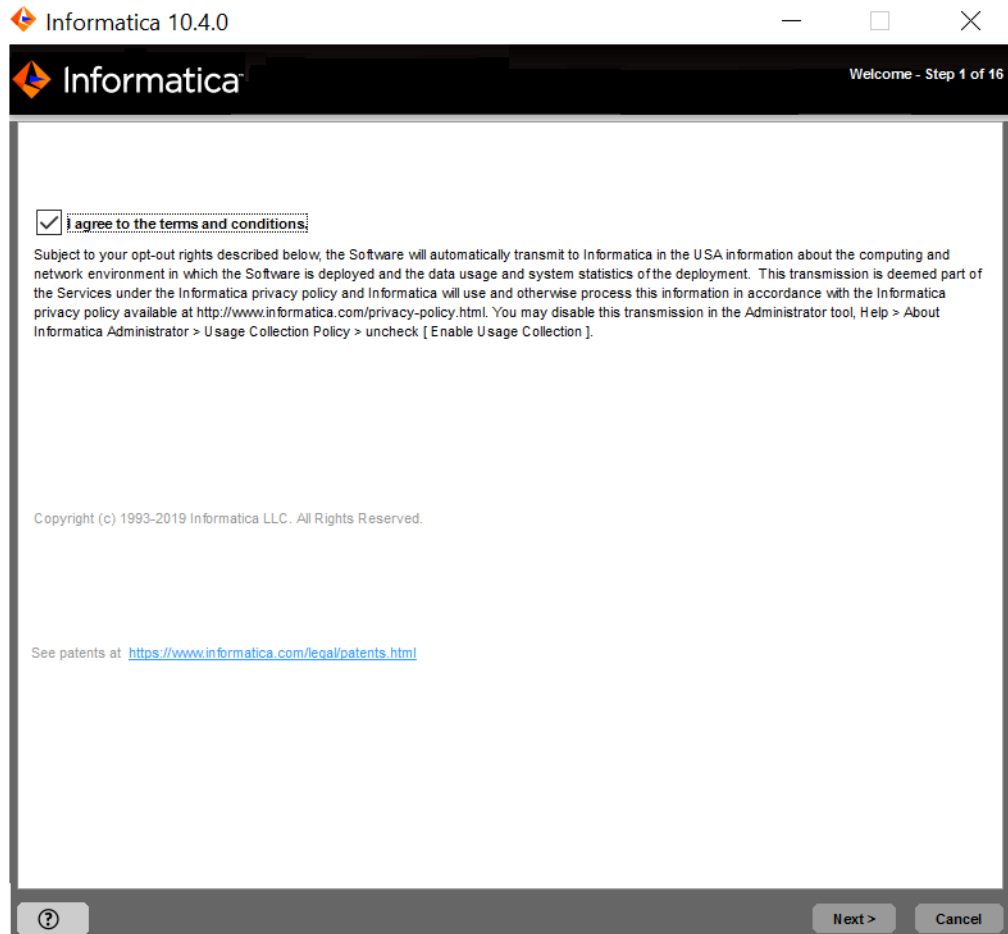 Informatica 10.4.0
Informatica
Welcome - Step 1 of 16
I agree to the terms and conditions.
Subject to your opt-out rights described below, the Software will automatically transmit to Informatica in the USA information about the computing and
network environment in which the Software is deployed and the data usage and system statistics of the deployment. This transmission is deemed part of
the Services under the Informatica privacy policy and Informatica will use and otherwise process this information in accordance with the Informatica
privacy policy available at http://www.informatica.com/privacy-policy.html. You may disable this transmission in the Administrator tool, Help > About
Informatica Administrator > Usage Collection Policy > uncheck [ Enable Usage Collection ].
Copyright (c) 1993-2019 Informatica LLC. All Rights Reserved.
See patents at https://www.informatica.com/legal/patents.html
?
Next >
Cancel